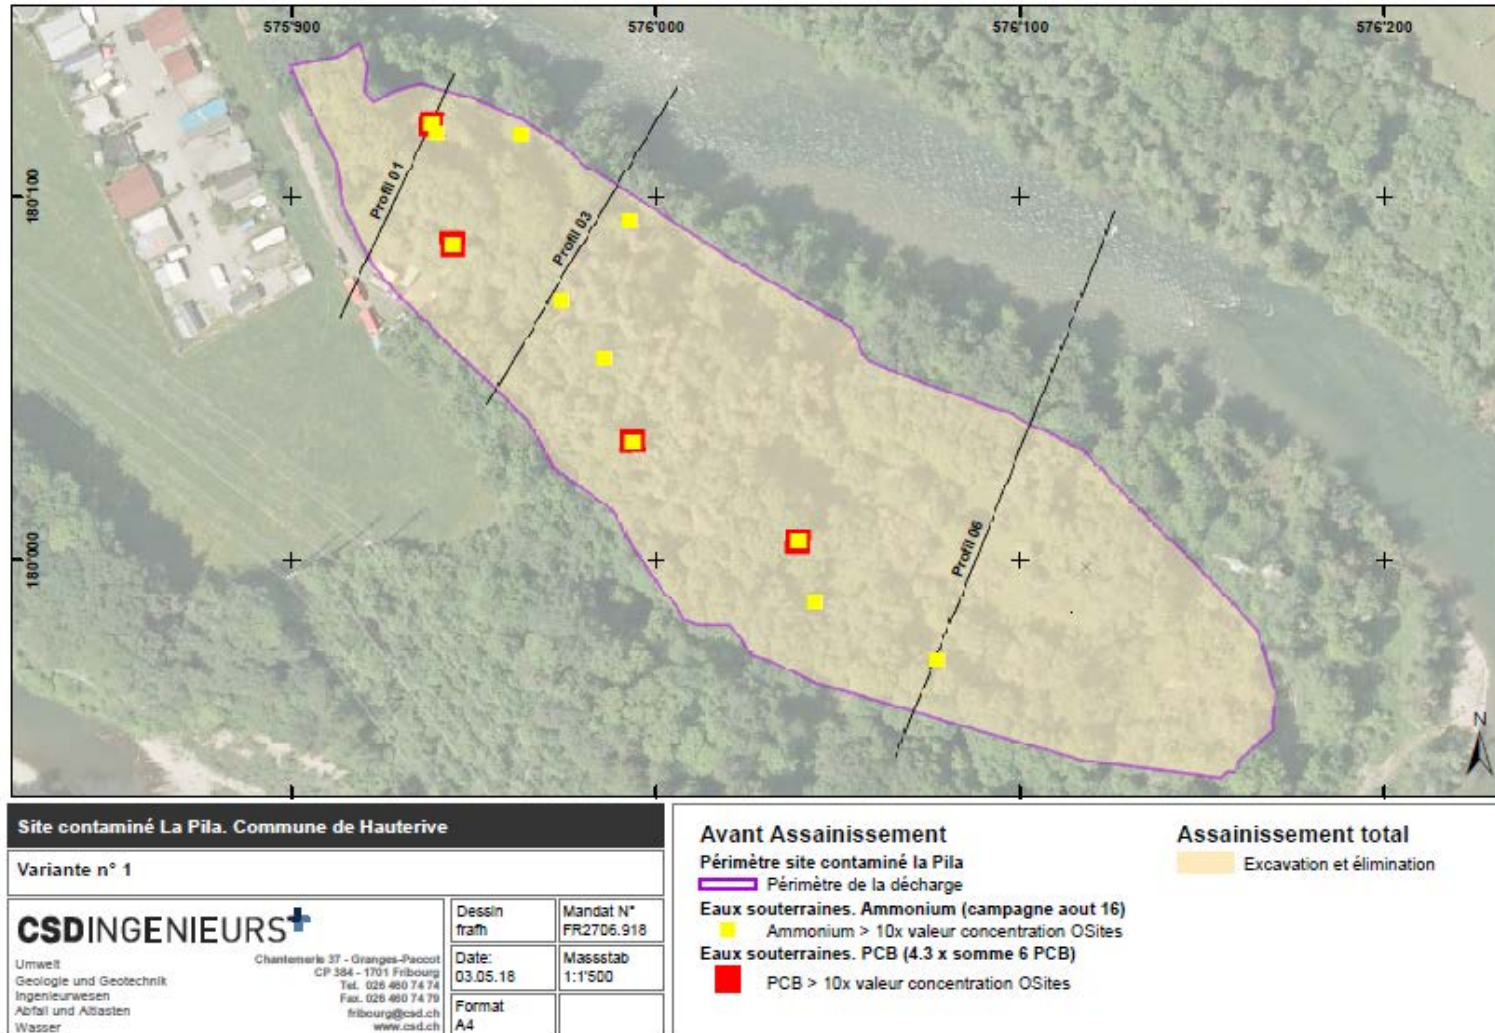 575'900
576'000
576'100
576'200
180'100
180'000
Profil 01
Profil 03
Profil 06
N
Site contaminé La Pila. Commune de Hauterive
Variante n° 1
CSDINGENIEURS+
Umwelt
Geologie und Geotechnik
Ingenieurwesen
Abfall und Altlasten
Wasser
Chantemerle 37 - Granges-Paccot
CP 384 - 1701 Fribourg
Tel. 026 460 74 74
Fax. 026 460 74 79
fribourg@csd.ch
www.csd.ch
Dessin
frafh
Mandat N°
FR2706.918
Date:
03.05.18
Massstab
1:1'500
Format
A4
Avant Assainissement
Périmètre site contaminé la Pila
Périmètre de la décharge
Eaux souterraines. Ammonium (campagne aout 16)
Ammonium > 10x valeur concentration OSites
Eaux souterraines. PCB (4.3 x somme 6 PCB)
PCB > 10x valeur concentration OSites
Assainissement total
Excavation et élimination